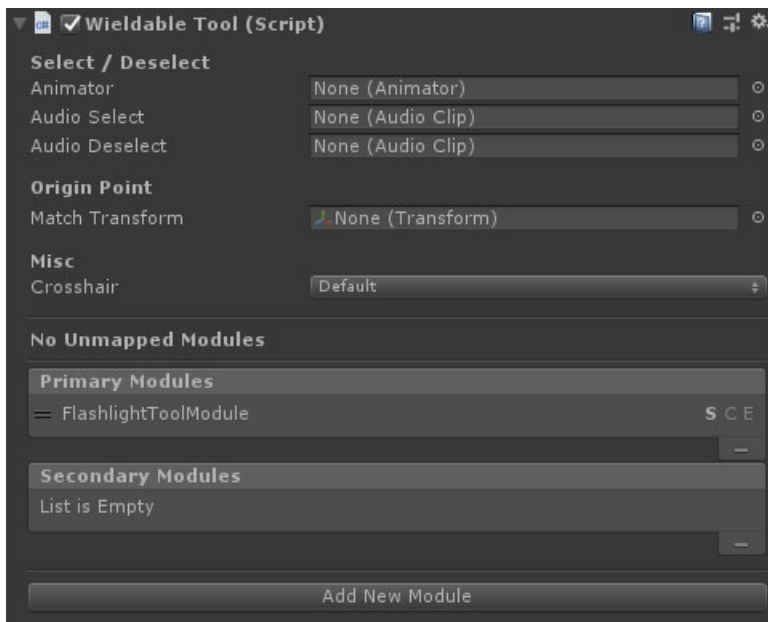 Wieldable Tool (Script)
Select / Deselect
Animator None (Animator)
Audio Select None (Audio Clip)
Audio Deselect None (Audio Clip)
Origin Point
Match Transform None (Transform)
Misc
Crosshair Default
No Unmapped Modules
Primary Modules
FlashlightToolModule S C E
Secondary Modules
List is Empty
Add New Module